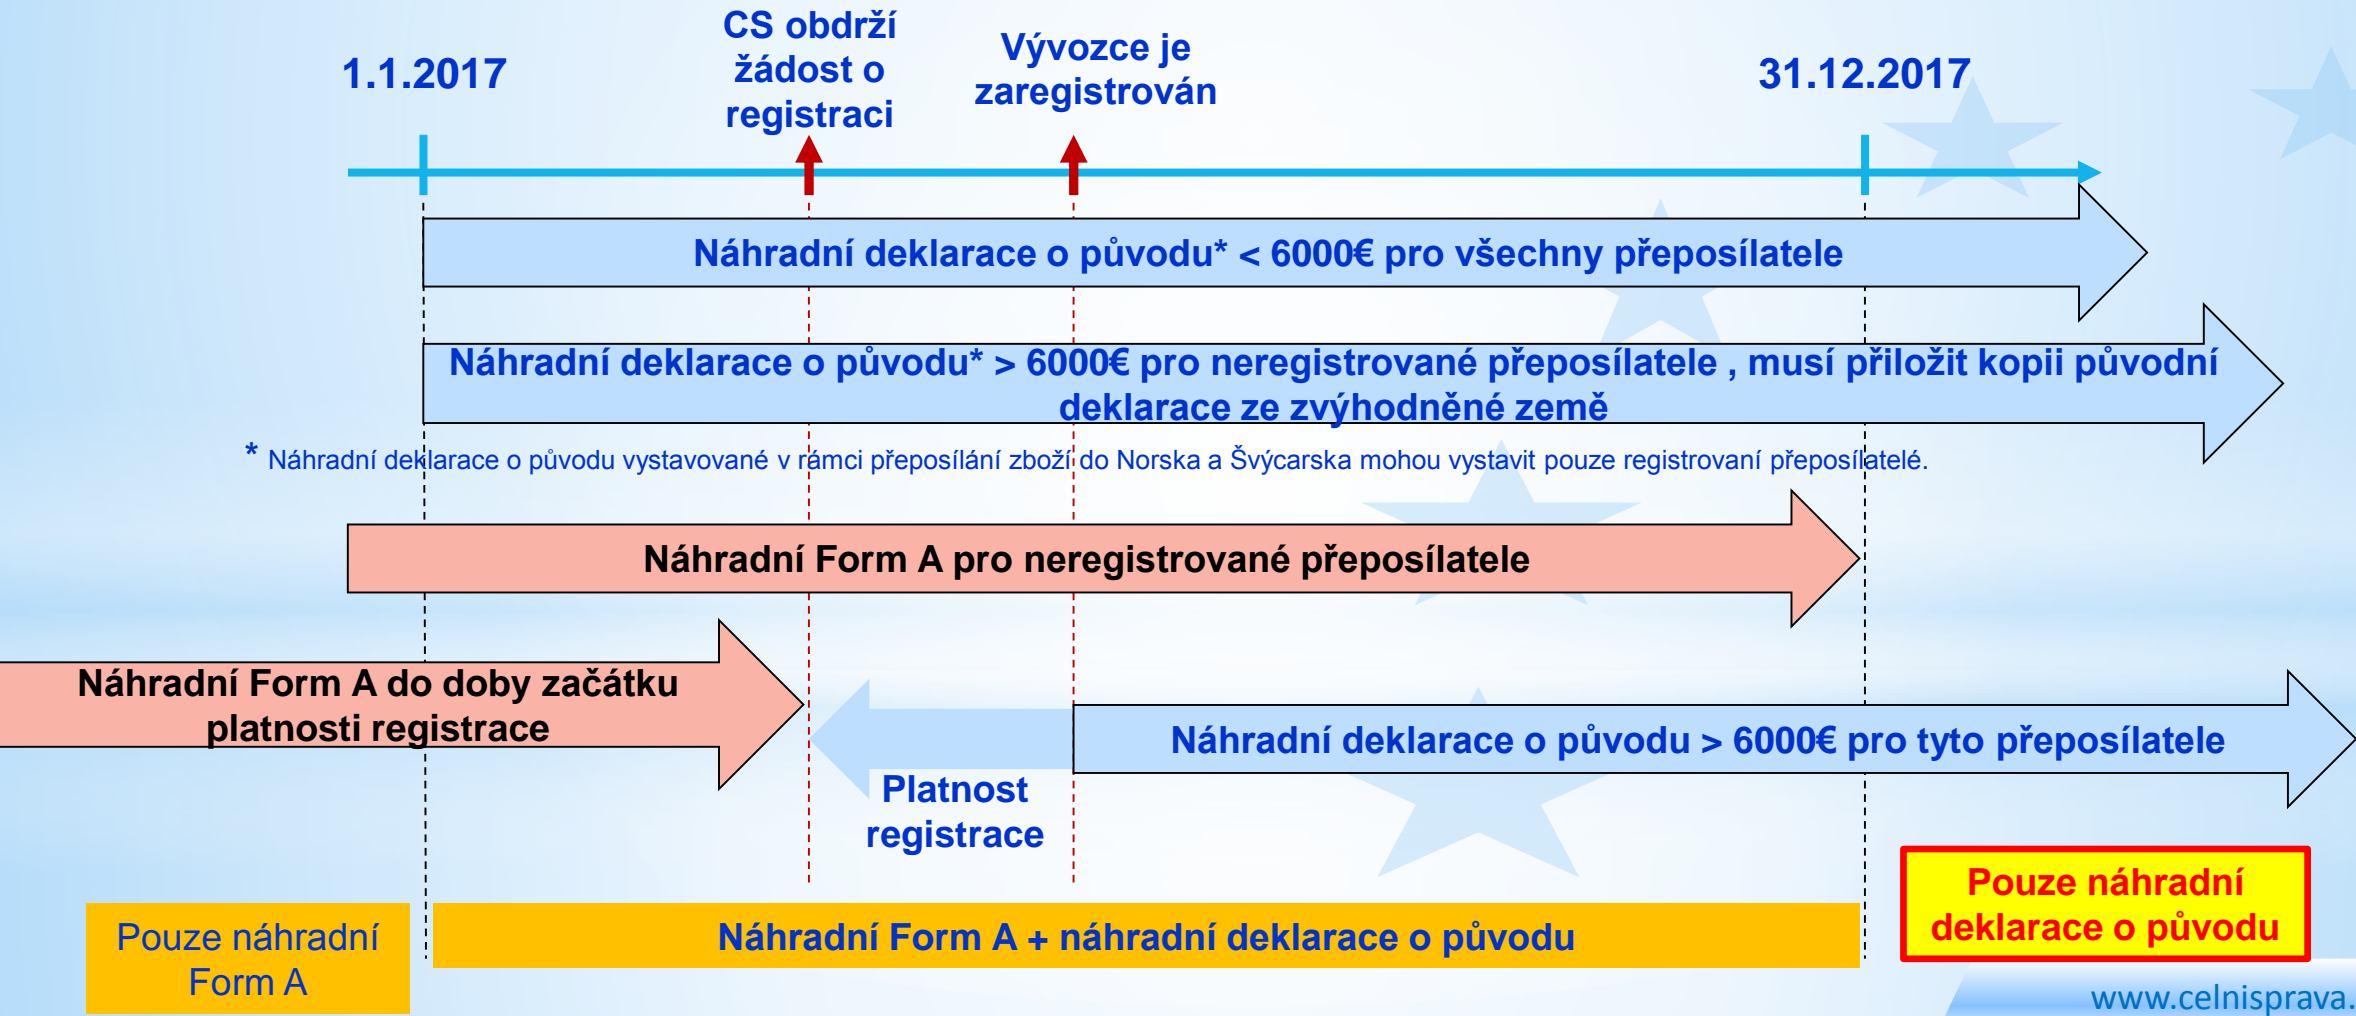 1.1.2017
CS obdrží
žádost o
registraci
Vývozce je
zaregistrován
31.12.2017
Náhradní deklarace o původu* < 6000€ pro všechny přeposílatele
Náhradní deklarace o původu* > 6000€ pro neregistrované přeposílatele , musí přiložit kopii původní
deklarace ze zvýhodněné země
* Náhradní deklarace o původu vystavované v rámci přeposílání zboží do Norska a Švýcarska mohou vystavit pouze registrovaní přeposílatelé.
Náhradní Form A pro neregistrované přeposílatele
Náhradní Form A do doby začátku
platnosti registrace
Náhradní deklarace o původu > 6000€ pro tyto přeposílatele
Platnost
registrace
Pouze náhradní
Form A
Náhradní Form A + náhradní deklarace o původu
Pouze náhradní
deklarace o původu
www.celnisprava.